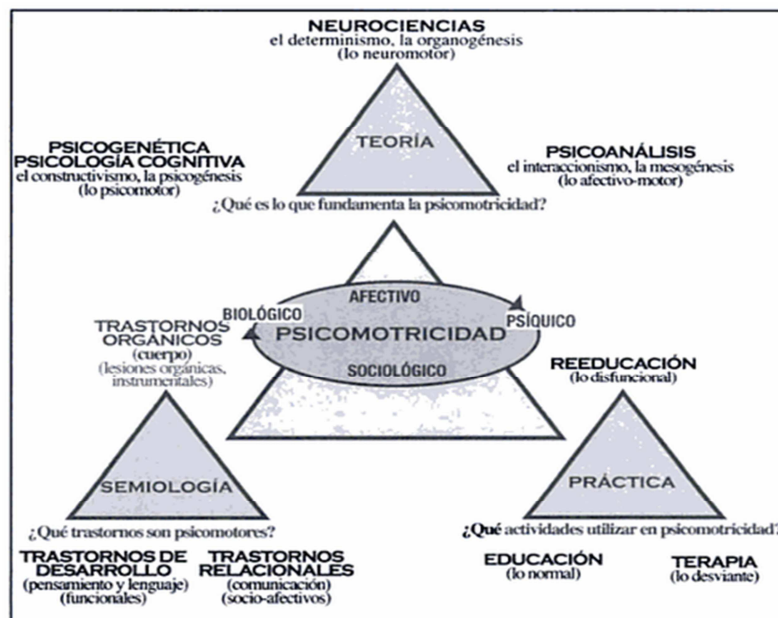 NEUROCIENCIAS
el determinismo, la organogénesis
(lo neuromotor)
TEORÍA
PSICOGENÉTICA
PSICOLOGÍA COGNITIVA
el constructivismo, la psicogénesis
(lo psicomotor)
PSICOANÁLISIS
el interaccionismo, la mesogénesis
(lo afectivo-motor)
¿Qué es lo que fundamenta la psicomotricidad?
AFECTIVO
BIOLÓGICO
PSICOMOTRICIDAD
PSÍQUICO
SOCIOLÓGICO
TRASTORNOS
ORGÁNICOS
(cuerpo)
(lesiones orgánicas,
instrumentales)
SEMIOLOGÍA
¿Qué trastornos son psicomotores?
TRASTORNOS DE
DESARROLLO
(pensamiento y lenguaje)
(funcionales)
TRASTORNOS
RELACIONALES
(comunicación)
socio-afectivos)
REEDUCACIÓN
(lo disfuncional)
PRÁCTICA
¿Qué actividades utilizar en psicomotricidad?
EDUCACIÓN
(lo normal)
TERAPIA
(lo desviante)